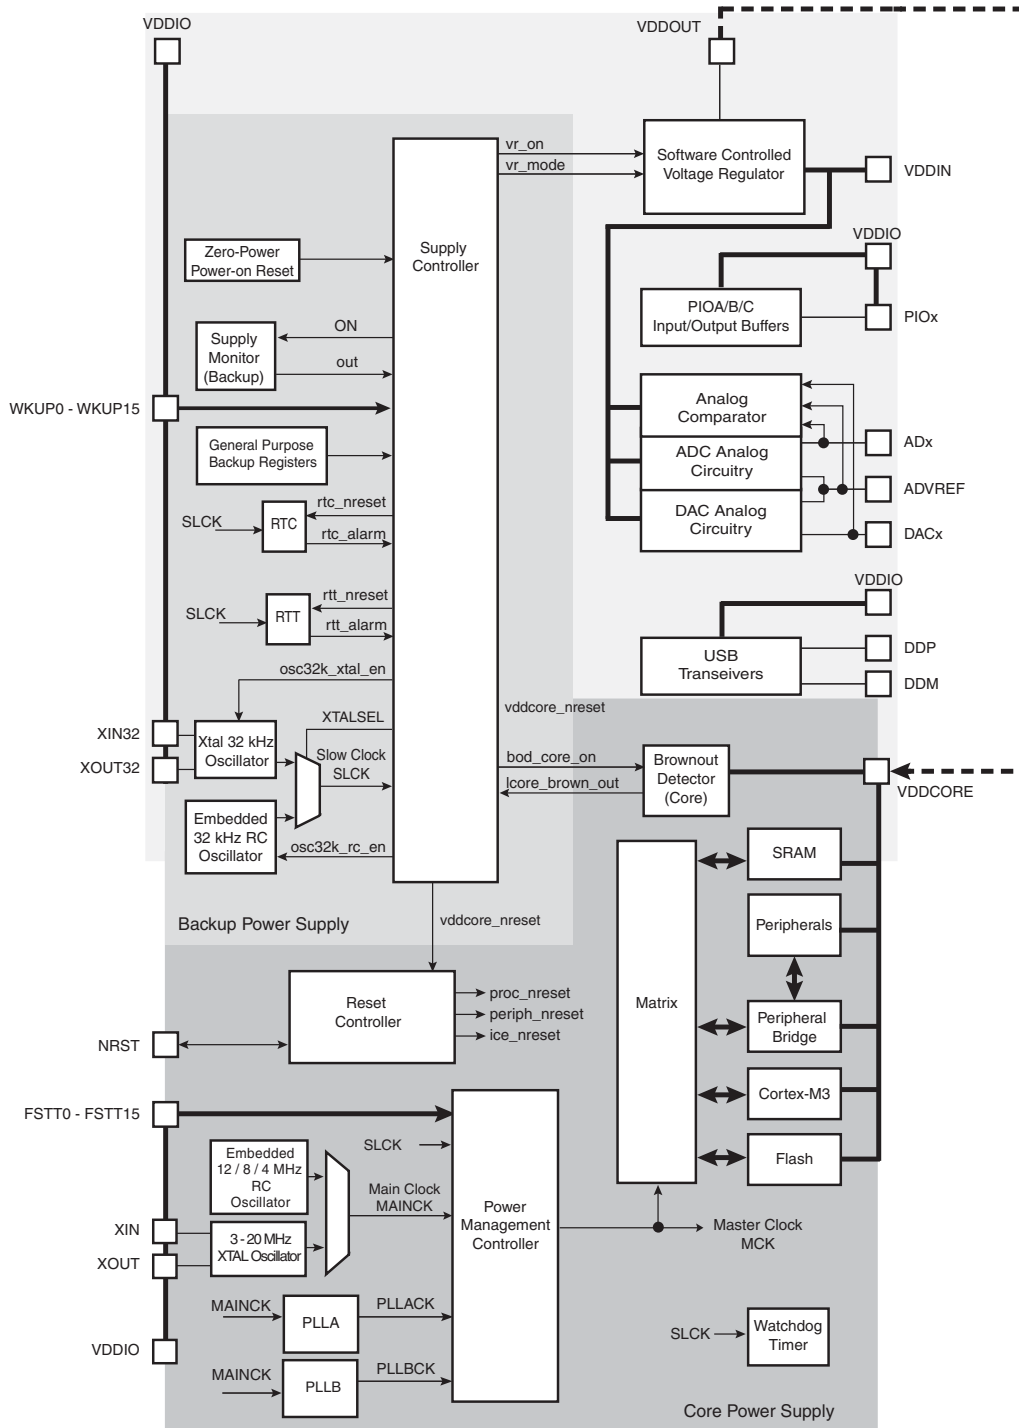 VDDIO
VDDOUT
vr_on
vr_mode
Software Controlled
Voltage Regulator
VDDIN
Supply
Controller
Zero-Power
Power-on Reset
VDDIO
PIOA/B/C
Input/Output Buffers
PIOx
ON
Supply
Monitor
(Backup)
out
WKUP0 - WKUP15
Analog
Comparator
General Purpose
Backup Registers
ADC Analog
Circuitry
ADx
ADVREF
rtc_nreset
SLCK
RTC
rtc_alarm
DAC Analog
Circuitry
DACx
VDDIO
rtt_nreset
SLCK
RTT
rtt_alarm
USB
Transeivers
DDP
DDM
osc32k_xtal_en
XTALSEL
vddcore_nreset
XIN32
Xtal 32 kHz
Oscillator
XOUT32
Slow Clock
SLCK
bod_core_on
lcore_brown_out
Brownout
Detector
(Core)
VDDCORE
Embedded
32 kHz RC
Oscillator
osc32k_rc_en
SRAM
Backup Power Supply
vddcore_nreset
Peripherals
Reset
Controller
proc_nreset
periph_nreset
ice_nreset
Matrix
NRST
Peripheral
Bridge
Cortex-M3
FSTT0 - FSTT15
SLCK
Flash
Embedded
12 / 8 / 4 MHz
RC
Oscillator
Main Clock
MAINCK
Power
Management
Controller
XIN
3 - 20 MHz
XTAL Oscillator
XOUT
Master Clock
MCK
MAINCK
PLLA
PLLACK
VDDIO
SLCK
Watchdog
Timer
MAINCK
PLLB
PLLBCK
Core Power Supply